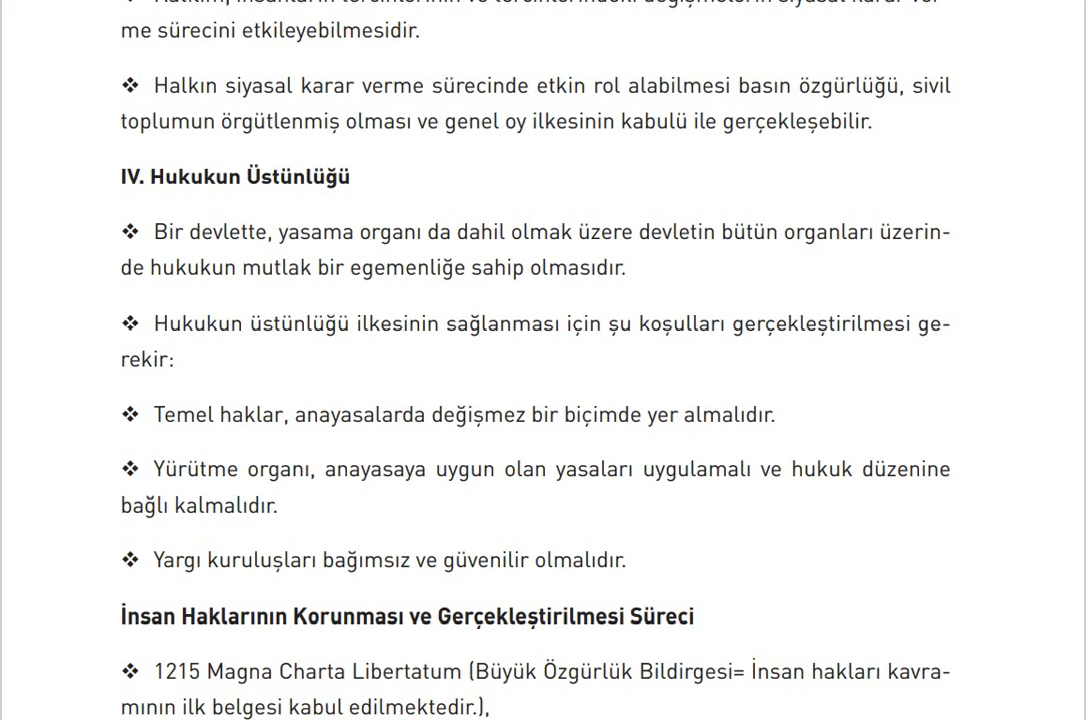 me sürecini etkileyebilmesidir.
❖ Halkın siyasal karar verme sürecinde etkin rol alabilmesi basın özgürlüğü, sivil
toplumun örgütlenmiş olması ve genel oy ilkesinin kabulü ile gerçekleşebilir.
IV. Hukukun Üstünlüğü
❖ Bir devlette, yasama organı da dahil olmak üzere devletin bütün organları üzerin-
de hukukun mutlak bir egemenliğe sahip olmasıdır.
❖ Hukukun üstünlüğü ilkesinin sağlanması için şu koşulları gerçekleştirilmesi ge-
rekir:
❖ Temel haklar, anayasalarda değişmez bir biçimde yer almalıdır.
❖ Yürütme organı, anayasaya uygun olan yasaları uygulamalı ve hukuk düzenine
bağlı kalmalıdır.
❖ Yargı kuruluşları bağımsız ve güvenilir olmalıdır.
İnsan Haklarının Korunması ve Gerçekleştirilmesi Süreci
❖ 1215 Magna Charta Libertatum (Büyük Özgürlük Bildirgesi= İnsan hakları kavra-
mının ilk belgesi kabul edilmektedir.),